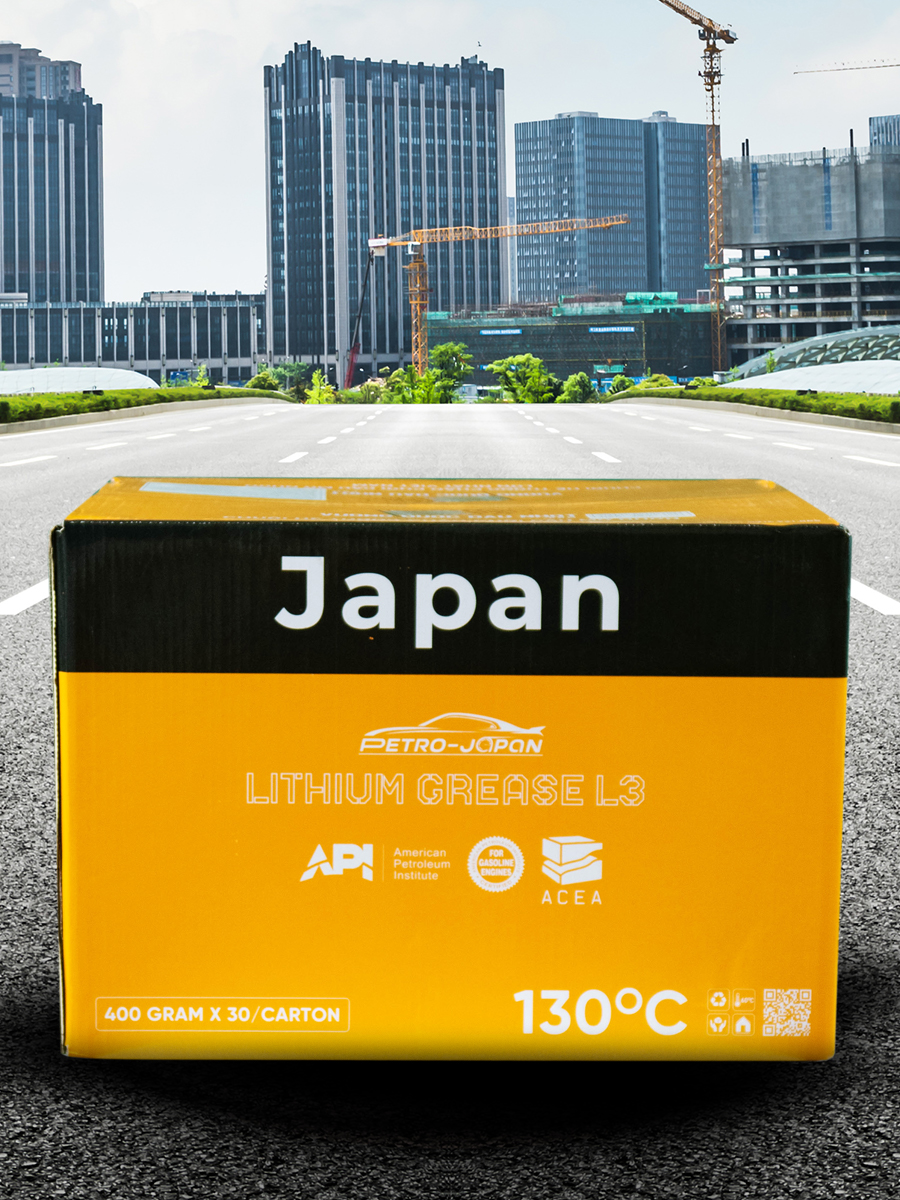 Japan
PETRO-JAPAN
LITHIUM GREASE L3
API
American
Petroleum
Institute
FOR
GASOLINE
ENGINES
ACEA
400 GRAM X 30/CARTON
130°C